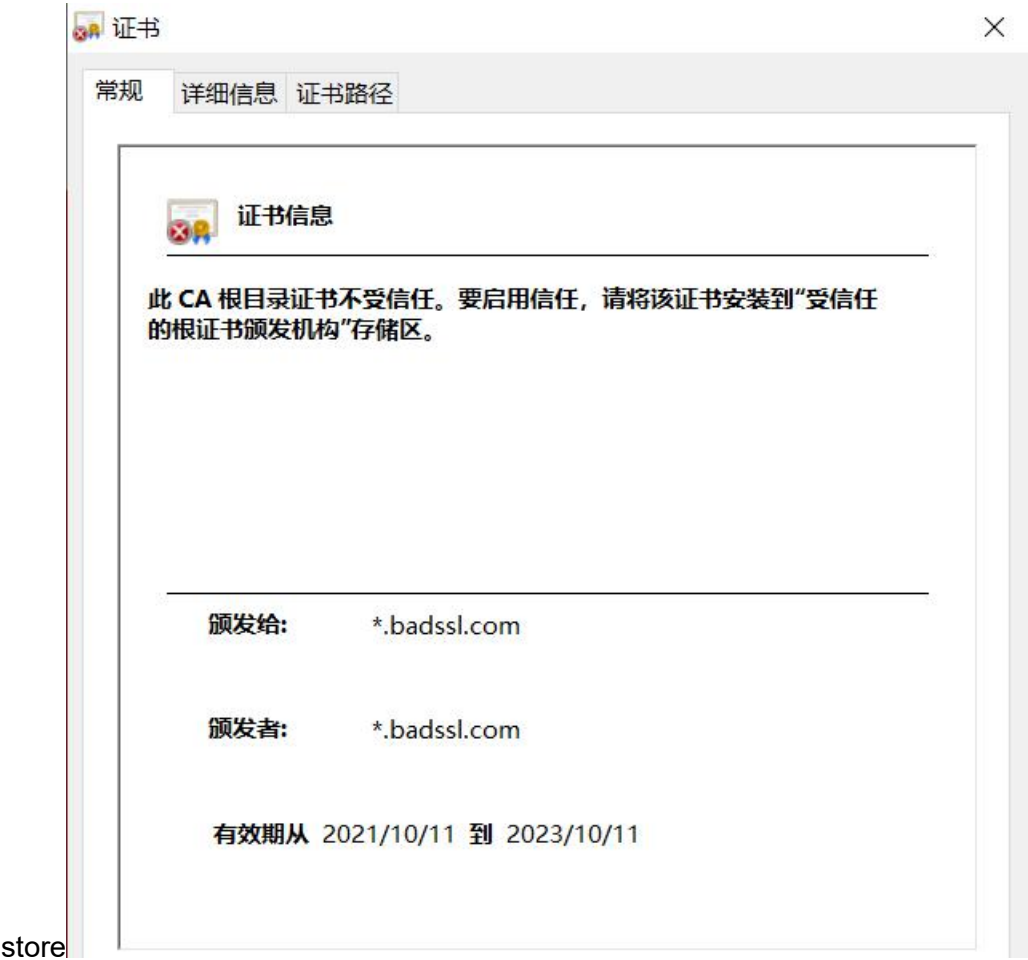 证书
常规 详细信息 证书路径
证书信息
此 CA 根目录证书不受信任。要启用信任，请将该证书安装到“受信任
的根证书颁发机构”存储区。
颁发给: *.badssl.com
颁发者: *.badssl.com
有效期从 2021/10/11 到 2023/10/11
store